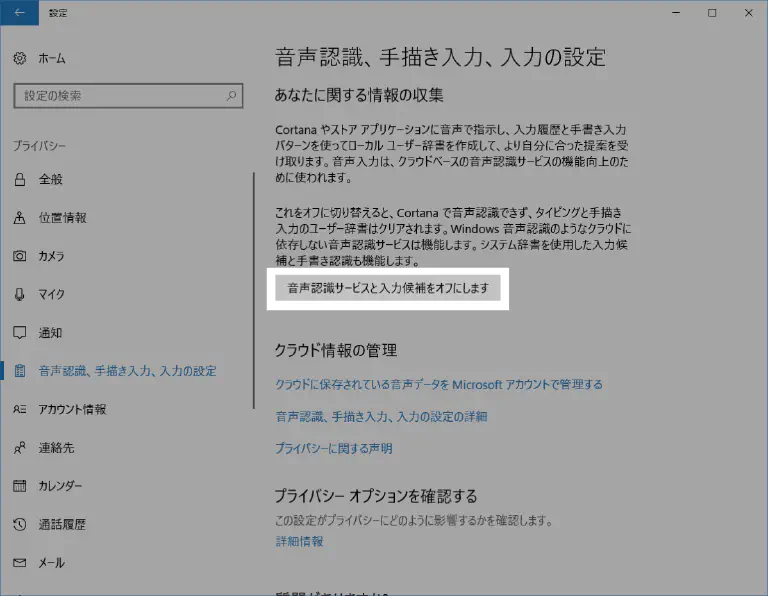 設定
ホーム
設定の検索
プライバシー
全般
位置情報
カメラ
マイク
通知
音声認識、手描き入力、入力の設定
アカウント情報
連絡先
カレンダー
通話履歴
メール
音声認識、手描き入力、入力の設定
あなたに関する情報の収集
Cortana やストア アプリケーションに音声で指示し、入力履歴と手書き入力
パターンを使ってローカル ユーザー辞書を作成して、より自分に合った提案を受
け取ります。音声入力は、クラウドベースの音声認識サービスの機能向上のた
めに使われます。
これをオフに切り替えると、Cortana で音声認識できず、タイピングと手描き
入力のユーザー辞書はクリアされます。Windows 音声認識のようなクラウドに
依存しない音声認識サービスは機能します。システム辞書を使用した入力候
補と手書き認識も機能します。
音声認識サービスと入力候補をオフにします
クラウド情報の管理
クラウドに保存されている音声データを Microsoft アカウントで管理する
音声認識、手描き入力、入力の設定の詳細
プライバシーに関する声明
プライバシー オプションを確認する
この設定がプライバシーにどのように影響するかを確認します。
詳細情報